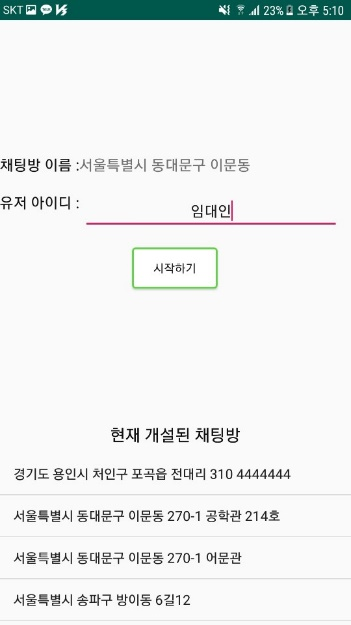 SKT 23% 오후 5:10
채팅방 이름 :서울특별시 동대문구 이문동
유저 아이디 :
임대인
시작하기
현재 개설된 채팅방
경기도 용인시 처인구 포곡읍 전대리 310 4444444
서울특별시 동대문구 이문동 270-1 공학관 214호
서울특별시 동대문구 이문동 270-1 어문관
서울특별시 송파구 방이동 6길12